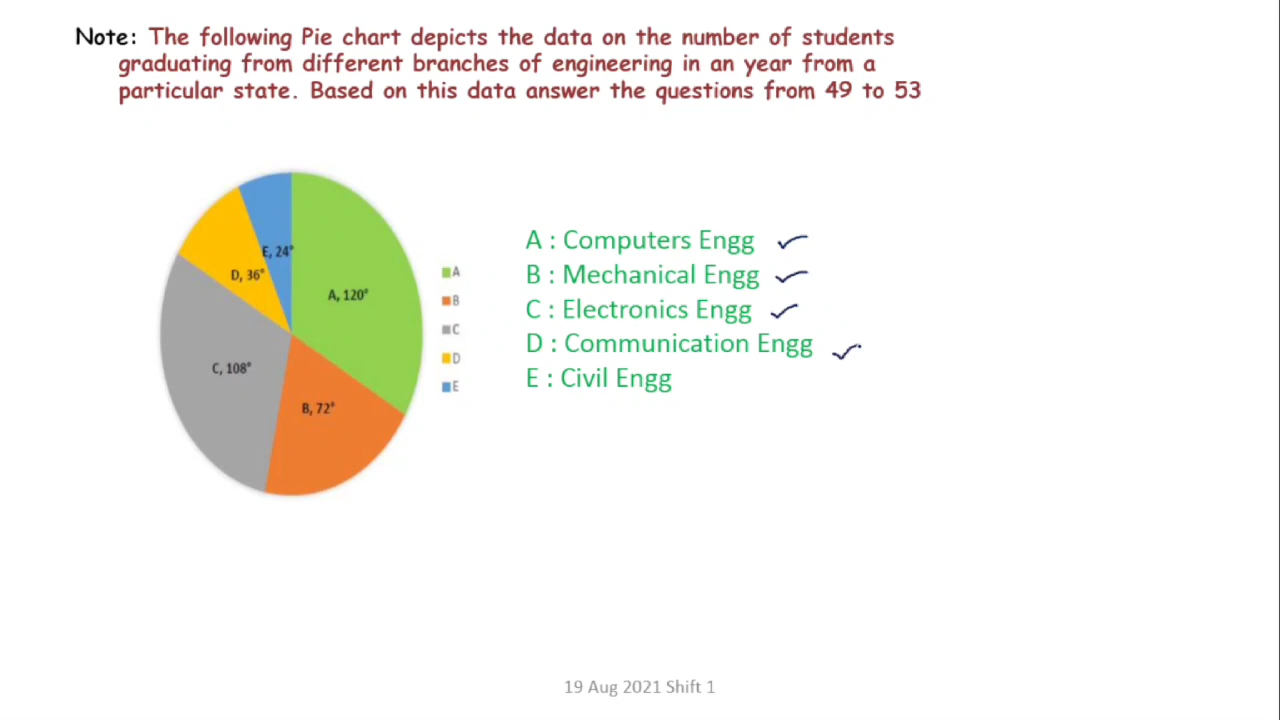 Note: The following Pie chart depicts the data on the number of students
graduating from different branches of engineering in an year from a
particular state. Based on this data answer the questions from 49 to 53
E, 24°
D, 36°
A, 120°
C, 108°
B, 72°
A
B
C
D
E
A : Computers Engg
B : Mechanical Engg
C : Electronics Engg
D : Communication Engg
E : Civil Engg
19 Aug 2021 Shift 1